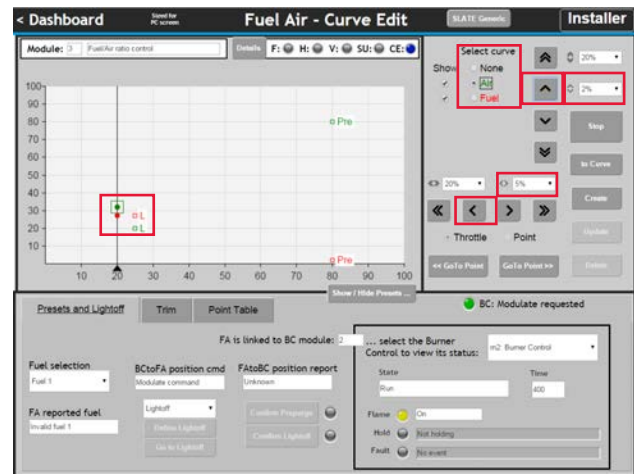 < Dashboard
Sized for
PC screen
Fuel Air - Curve Edit
SLATE Generic
Installer
Module: 3 Fuel/Air ratio control
Details
F: H: V: SU: CE:
Select curve
Show
None
Air
Fuel
20%
2%
100
90
80
70
60
50
40
30
20
10
10 20 30 40 50 60 70 80 90 100
Pre
L
L
Pre
Stop
to Curve
Create
Update
Delete
20%
5%
Throttle Point
<< GoTo Point
GoTo Point >>
Show / Hide Presets ...
BC: Modulate requested
Presets and Lightoff
Trim
Point Table
FA is linked to BC module: 2
... select the Burner
Control to view its status:
m2: Burner Control
Fuel selection
Fuel 1
BCtoFA position cmd
Modulate command
FAtoBC position report
Unknown
State
Run
Time
400
FA reported fuel
Invalid fuel 1
Lightoff
Define Lightoff
Go to Lightoff
Confirm Prepurge
Confirm Lightoff
Flame
On
Hold
Not holding
Fault
No event